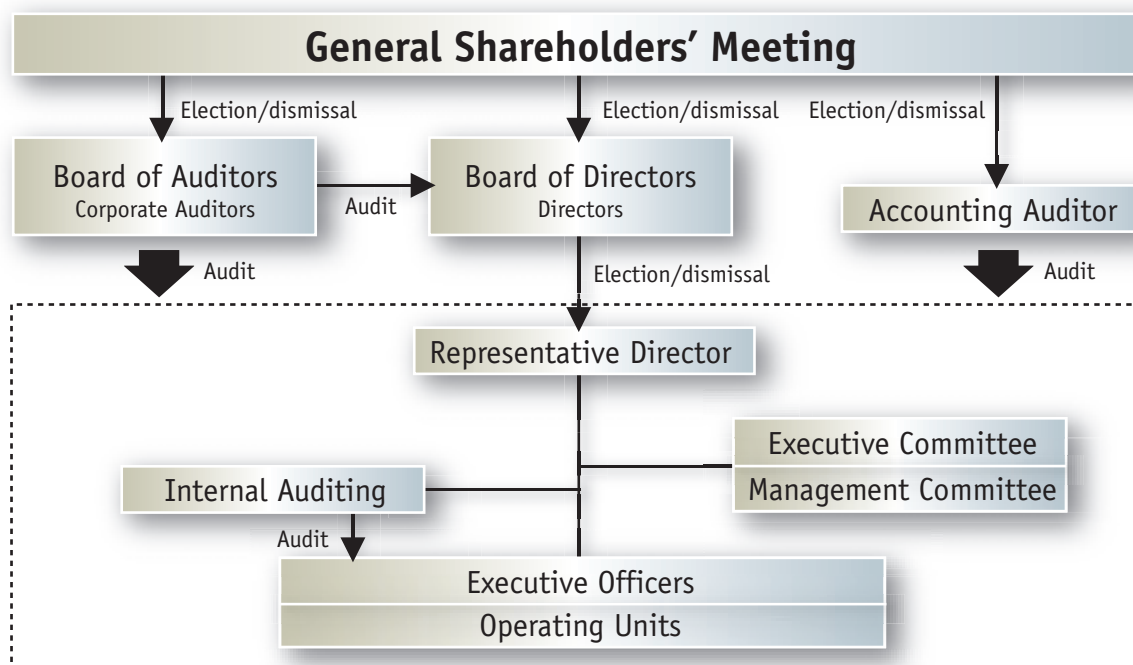 General Shareholders’ Meeting
Election/dismissal
Election/dismissal
Election/dismissal
Board of Auditors
Corporate Auditors
Audit
Board of Directors
Directors
Accounting Auditor
Audit
Election/dismissal
Audit
Representative Director
Executive Committee
Management Committee
Internal Auditing
Audit
Executive Officers
Operating Units